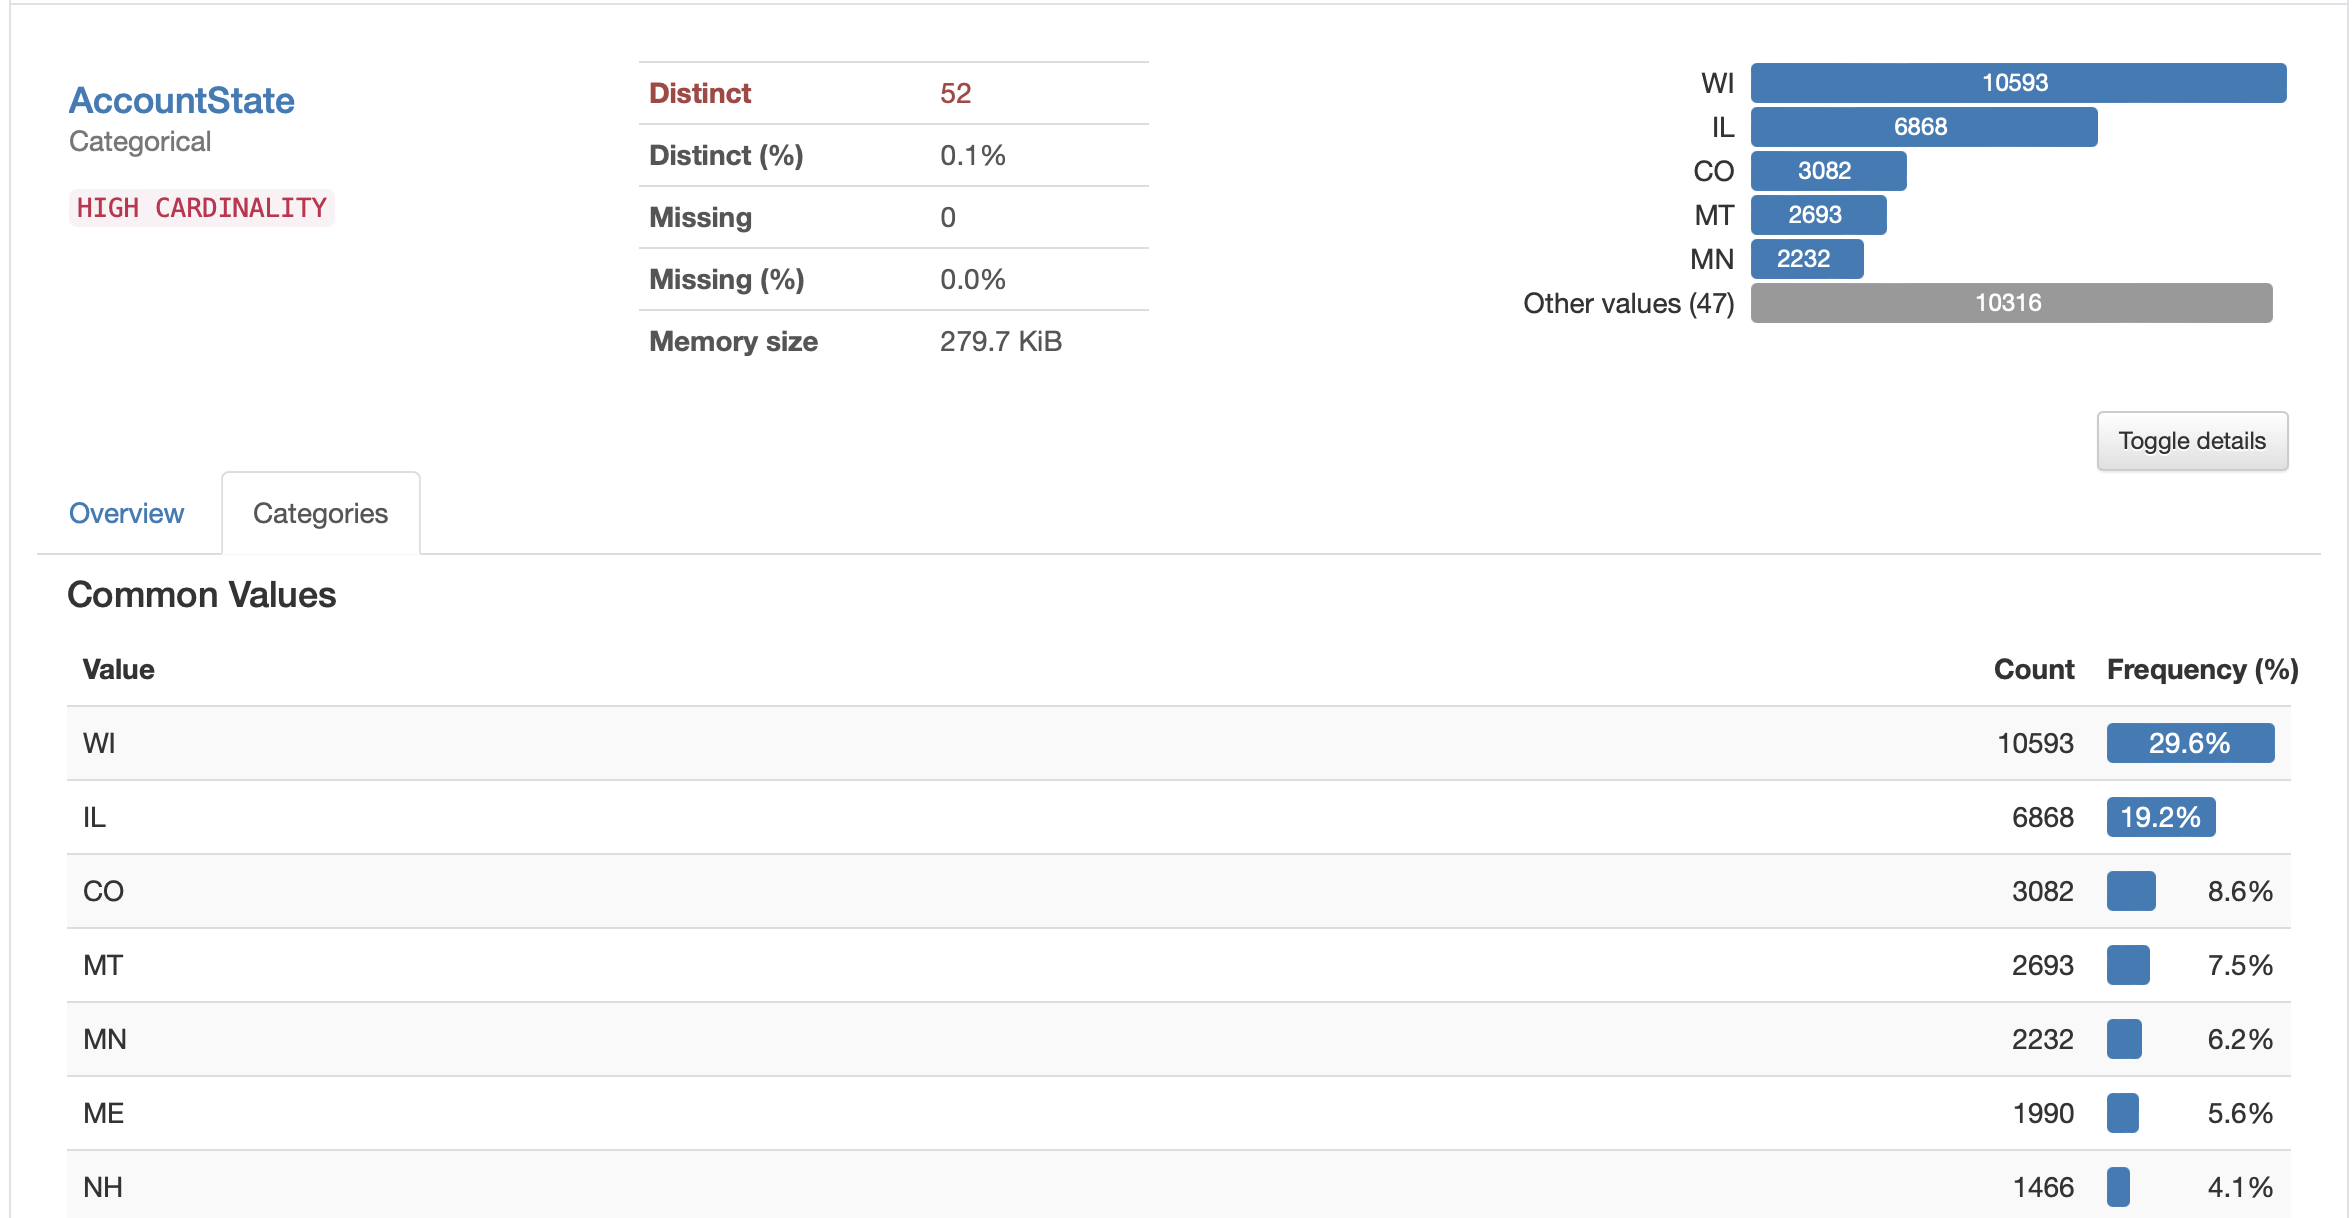 AccountState
Categorical
HIGH CARDINALITY
Distinct 52
Distinct (%) 0.1%
Missing 0
Missing (%) 0.0%
Memory size 279.7 KiB
WI 10593
IL 6868
CO 3082
MT 2693
MN 2232
Other values (47) 10316
Toggle details
Overview Categories
Common Values
Value Count Frequency (%)
WI 10593 29.6%
IL 6868 19.2%
CO 3082 8.6%
MT 2693 7.5%
MN 2232 6.2%
ME 1990 5.6%
NH 1466 4.1%